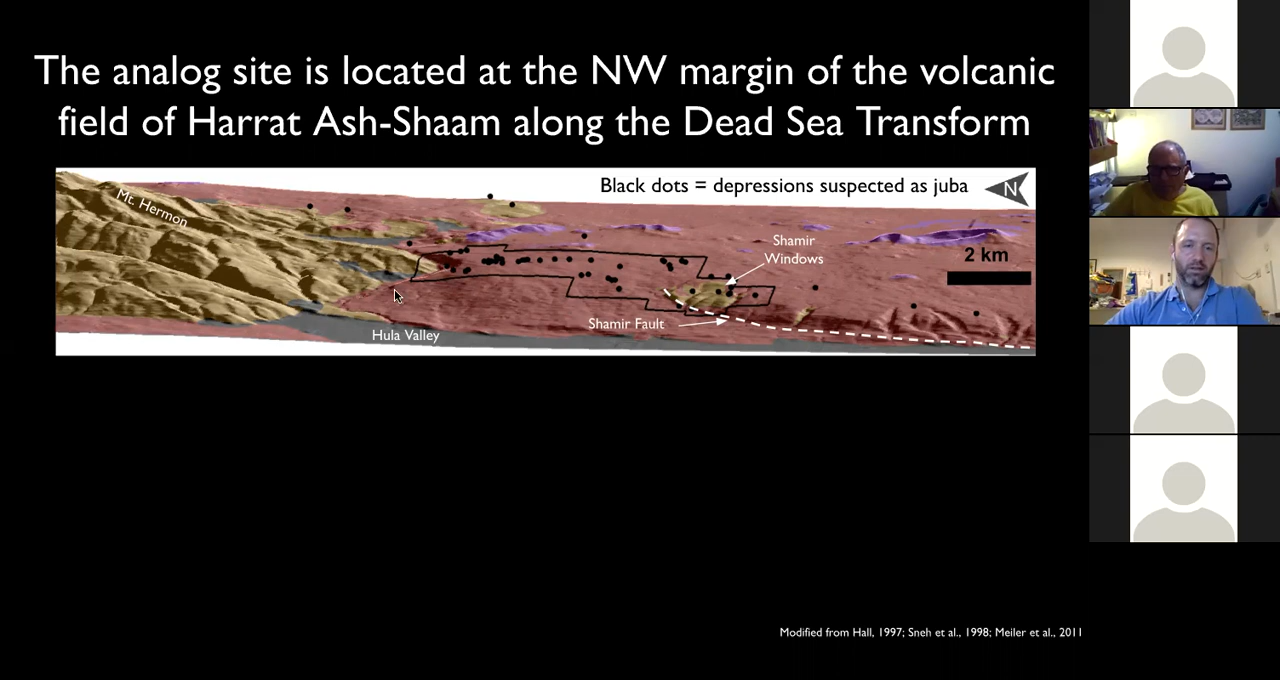 The analog site is located at the NW margin of the volcanic
field of Harrat Ash-Shaam along the Dead Sea Transform
Black dots = depressions suspected as juba
N
Mt. Hermon
Shamir
Windows
2 km
Shamir Fault
Hula Valley
Modified from Hall, 1997; Sneh et al., 1998; Meiler et al., 2011